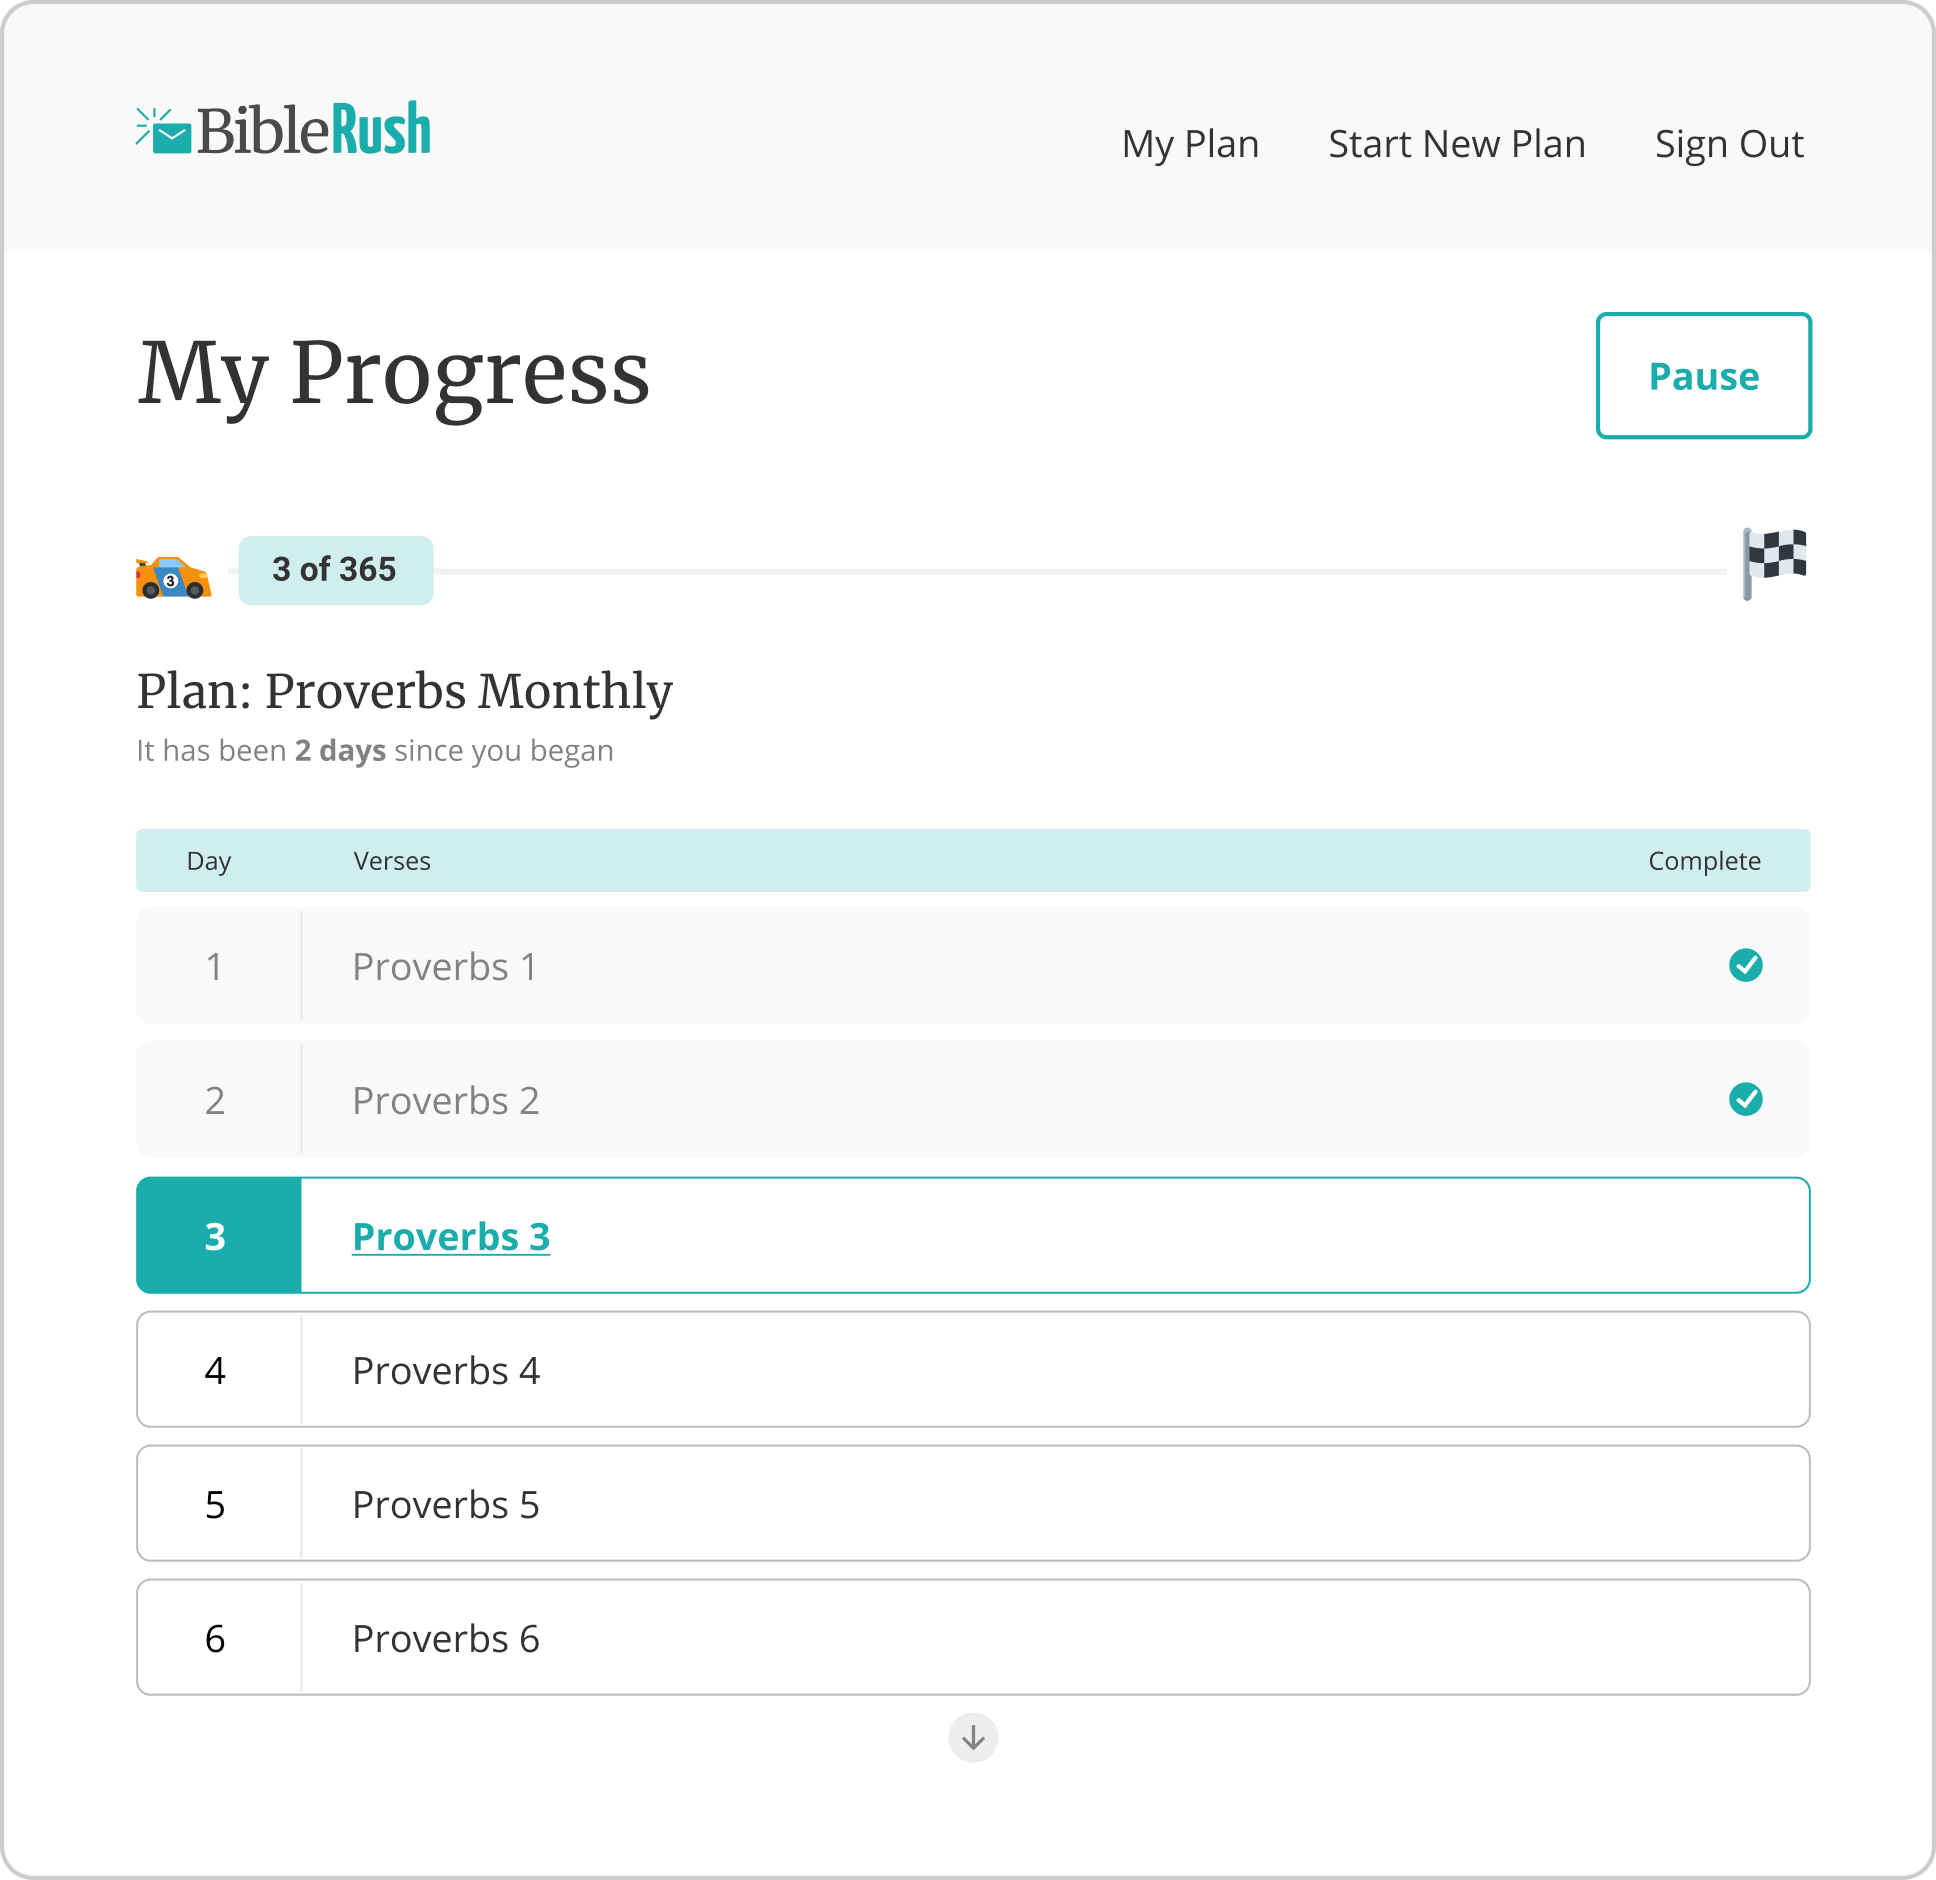 BibleRush
My Plan Start New Plan Sign Out
My Progress
Pause
3
3 of 365
Plan: Proverbs Monthly
It has been 2 days since you began
Day Verses Complete
1 Proverbs 1
2 Proverbs 2
3 Proverbs 3
4 Proverbs 4
5 Proverbs 5
6 Proverbs 6